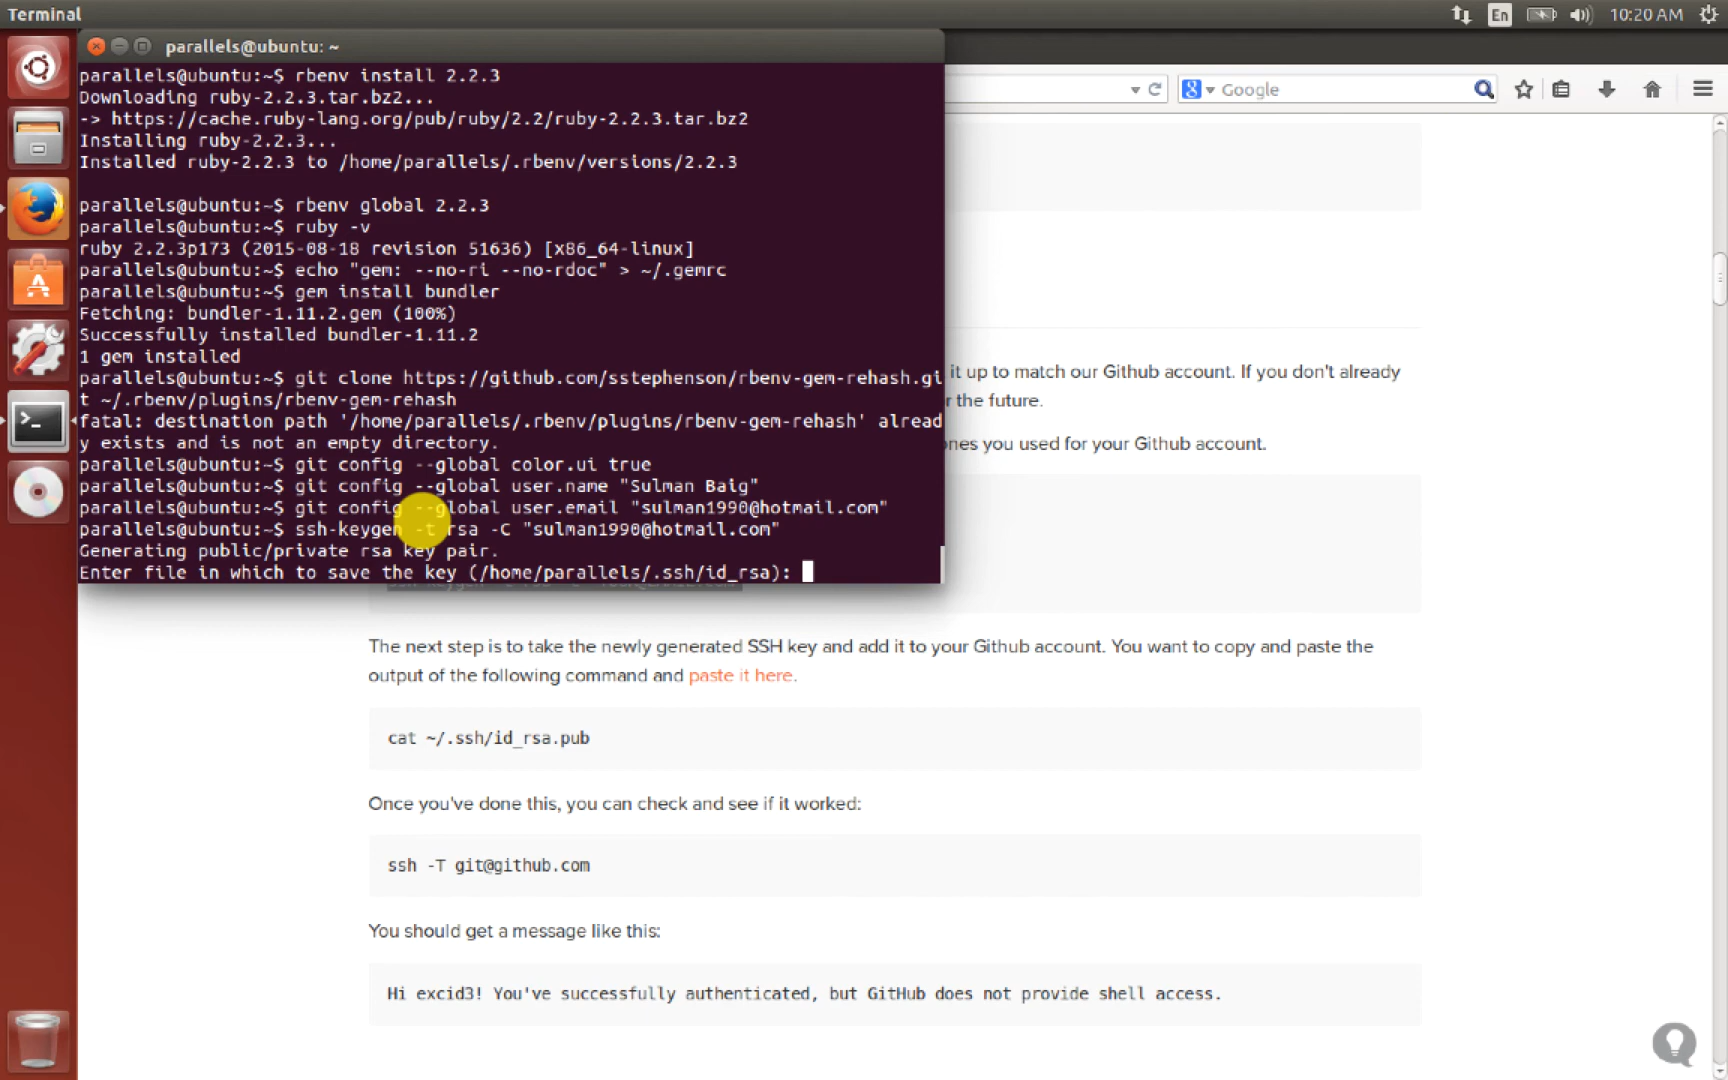 Terminal
En
10:20 AM
parallels@ubuntu: ~
parallels@ubuntu:~$ rbenv install 2.2.3
Downloading ruby-2.2.3.tar.bz2...
-> https://cache.ruby-lang.org/pub/ruby/2.2/ruby-2.2.3.tar.bz2
Installing ruby-2.2.3...
Installed ruby-2.2.3 to /home/parallels/.rbenv/versions/2.2.3
parallels@ubuntu:~$ rbenv global 2.2.3
parallels@ubuntu:~$ ruby -v
ruby 2.2.3p173 (2015-08-18 revision 51636) [x86_64-linux]
parallels@ubuntu:~$ echo "gem: --no-ri --no-rdoc" > ~/.gemrc
parallels@ubuntu:~$ gem install bundler
Fetching: bundler-1.11.2.gem (100%)
Successfully installed bundler-1.11.2
1 gem installed
parallels@ubuntu:~$ git clone https://github.com/sstephenson/rbenv-gem-rehash.gi
t ~/.rbenv/plugins/rbenv-gem-rehash
fatal: destination path '/home/parallels/.rbenv/plugins/rbenv-gem-rehash' alread
y exists and is not an empty directory.
parallels@ubuntu:~$ git config --global color.ui true
parallels@ubuntu:~$ git config --global user.name "Sulman Baig"
parallels@ubuntu:~$ git config --global user.email "sulman1990@hotmail.com"
parallels@ubuntu:~$ ssh-keygen -t rsa -C "sulman1990@hotmail.com"
Generating public/private rsa key pair.
Enter file in which to save the key (/home/parallels/.ssh/id_rsa):
Google
it up to match our Github account. If you don't already
r the future.
ones you used for your Github account.
The next step is to take the newly generated SSH key and add it to your Github account. You want to copy and paste the
output of the following command and paste it here.
cat ~/.ssh/id_rsa.pub
Once you've done this, you can check and see if it worked:
ssh -T git@github.com
You should get a message like this:
Hi excid3! You've successfully authenticated, but GitHub does not provide shell access.